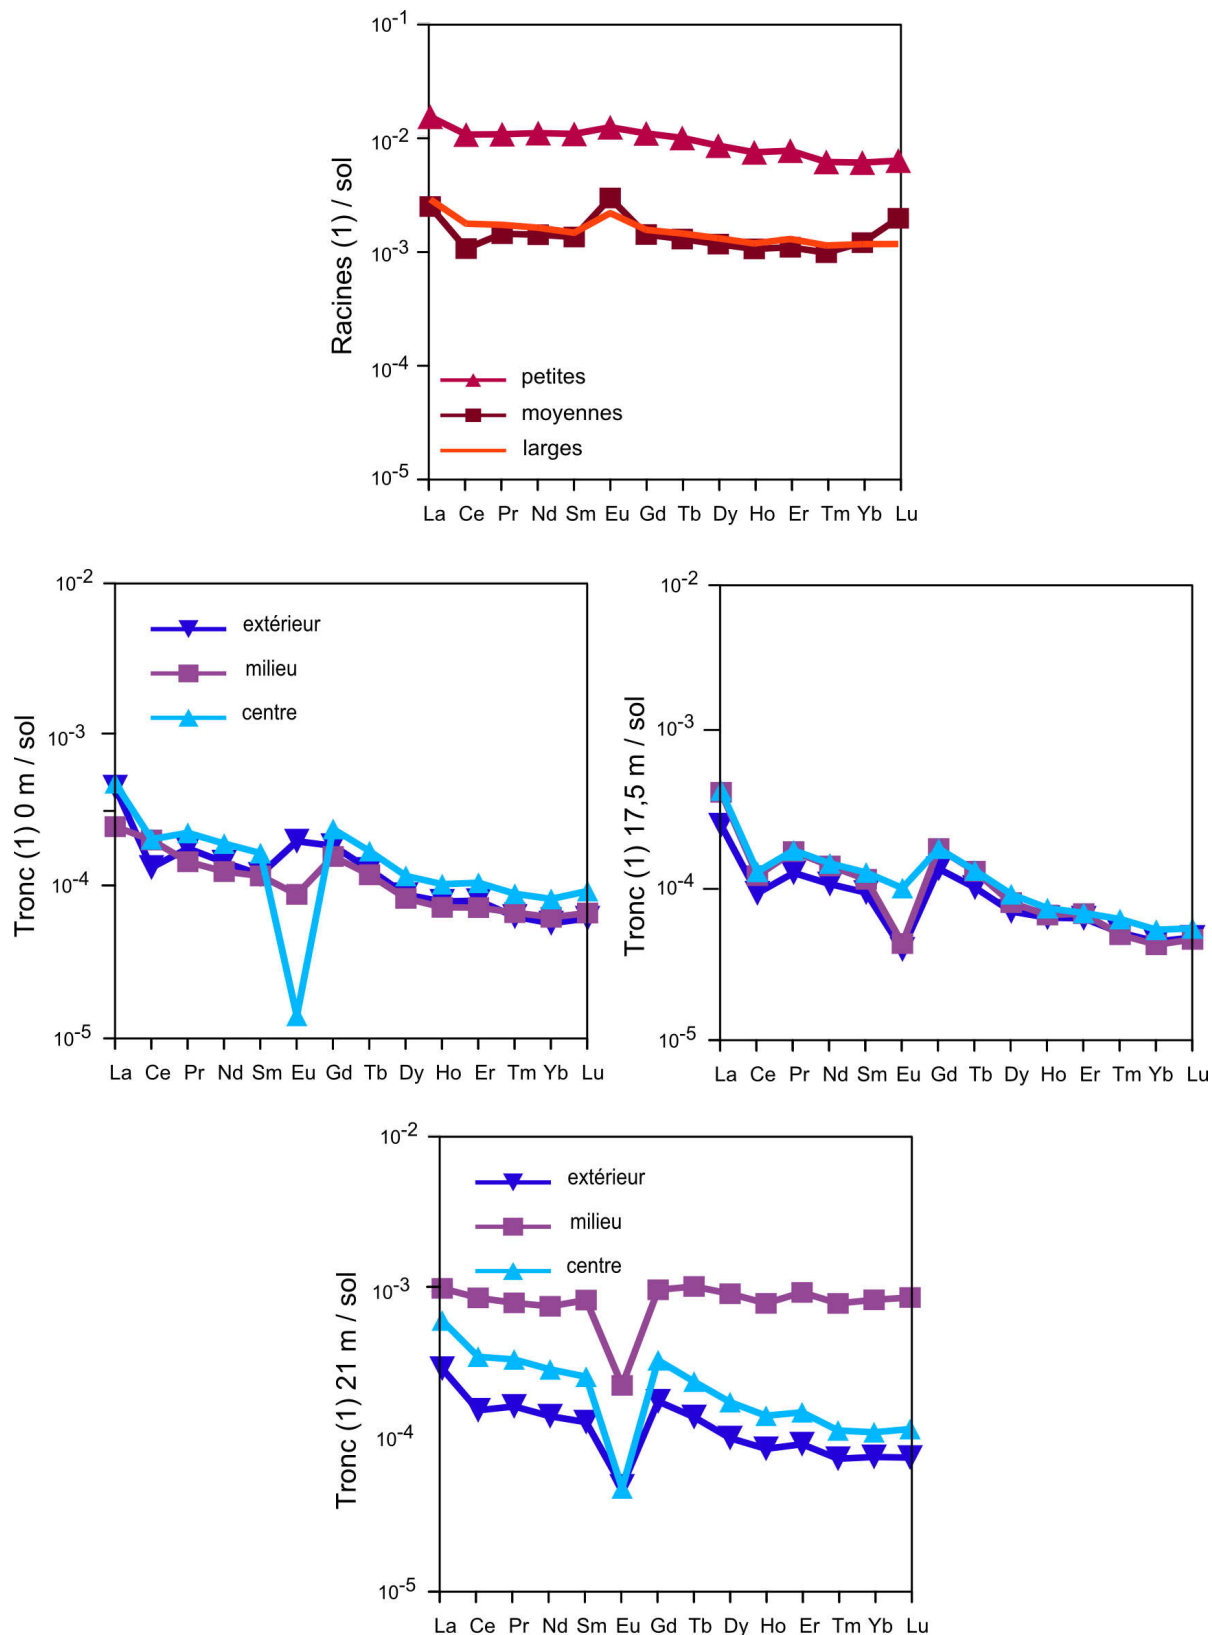 Racines (1) / sol
10-1
10-2
10-3
10-4
10-5
petites
moyennes
larges
La Ce Pr Nd Sm Eu Gd Tb Dy Ho Er Tm Yb Lu
Tronc (1) 0 m / sol
10-2
10-3
10-4
10-5
extérieur
milieu
centre
La Ce Pr Nd Sm Eu Gd Tb Dy Ho Er Tm Yb Lu
Tronc (1) 17,5 m / sol
10-2
10-3
10-4
10-5
La Ce Pr Nd Sm Eu Gd Tb Dy Ho Er Tm Yb Lu
Tronc (1) 21 m / sol
10-2
10-3
10-4
10-5
extérieur
milieu
centre
La Ce Pr Nd Sm Eu Gd Tb Dy Ho Er Tm Yb Lu